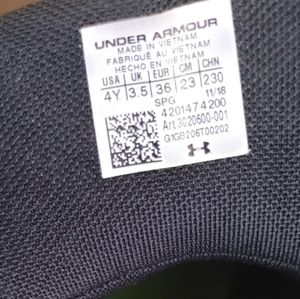 UNDER ARMOUR
MADE IN VIETNAM
FABRIQUÉ AU VIETNAM
HECHO EN VIETNAM
USA UK EUR CM CHN
4Y 3.5 36 23 230
SPG 11/18
4201474200
Art.3020600-001
G1GB206T00202